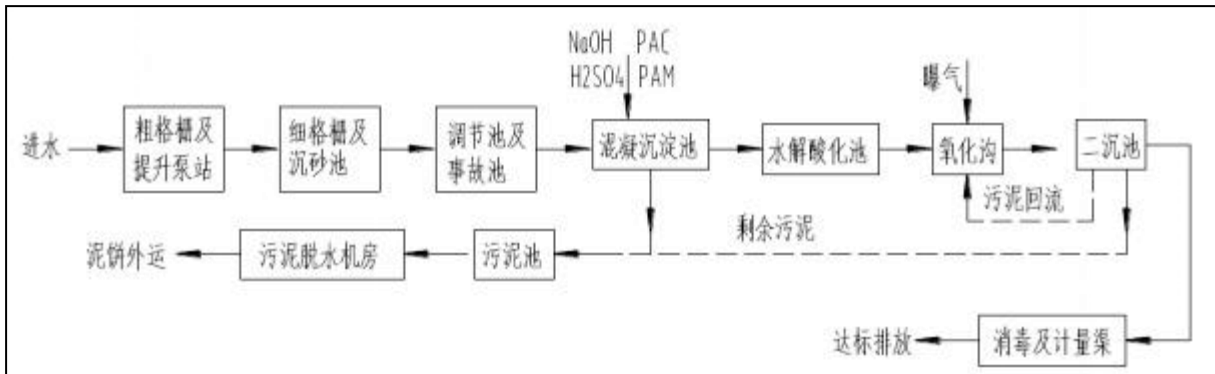 NaOH PAC
H2SO4 PAM
曝气
进水
粗格栅及
提升泵站
细格栅及
沉砂池
调节池及
事故池
混凝沉淀池
水解酸化池
氧化沟
二沉池
污泥回流
剩余污泥
泥饼外运
污泥脱水机房
污泥池
达标排放
消毒及计量渠